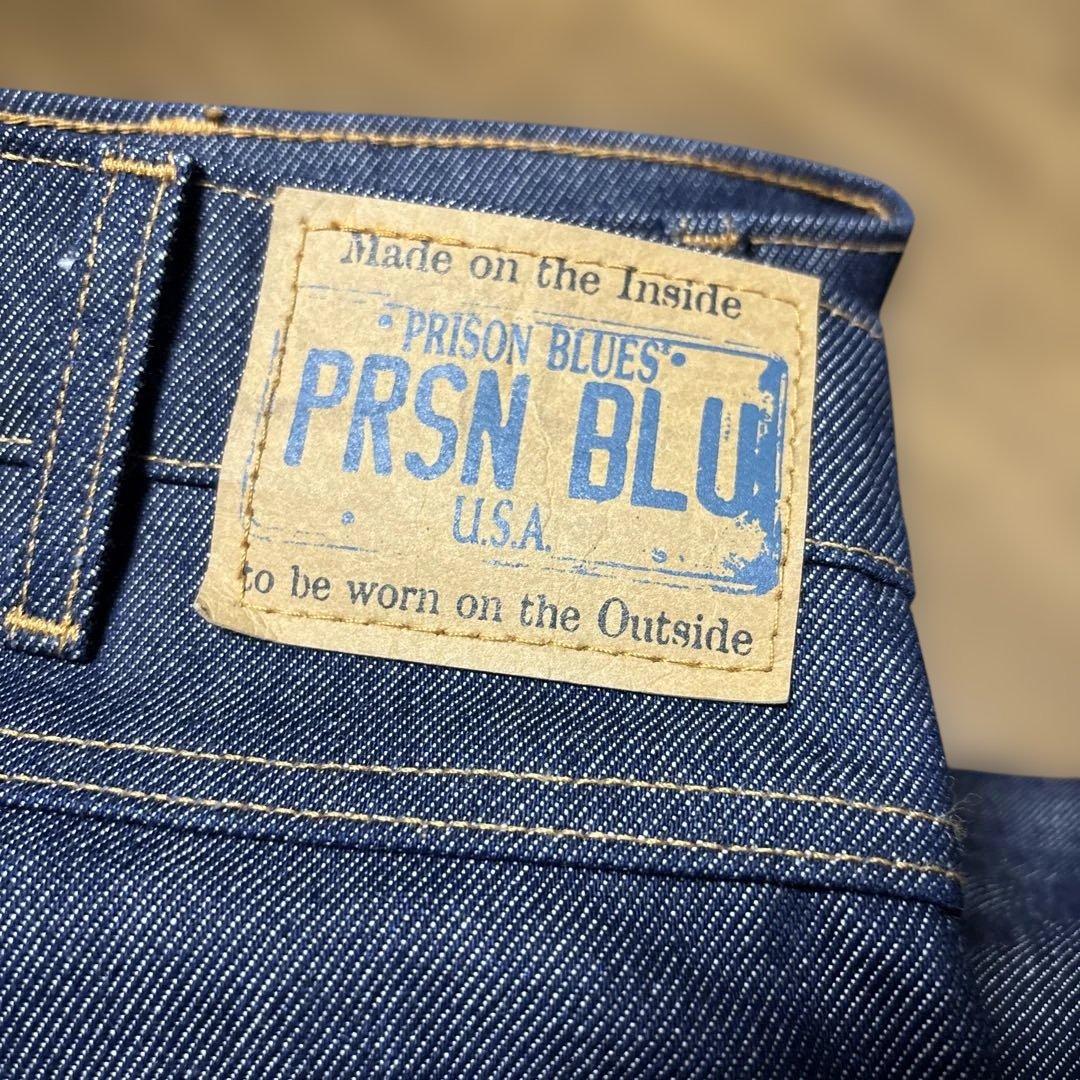 Made on the Inside
• PRISON BLUES •
PRSN BLU
U.S.A.
to be worn on the Outside